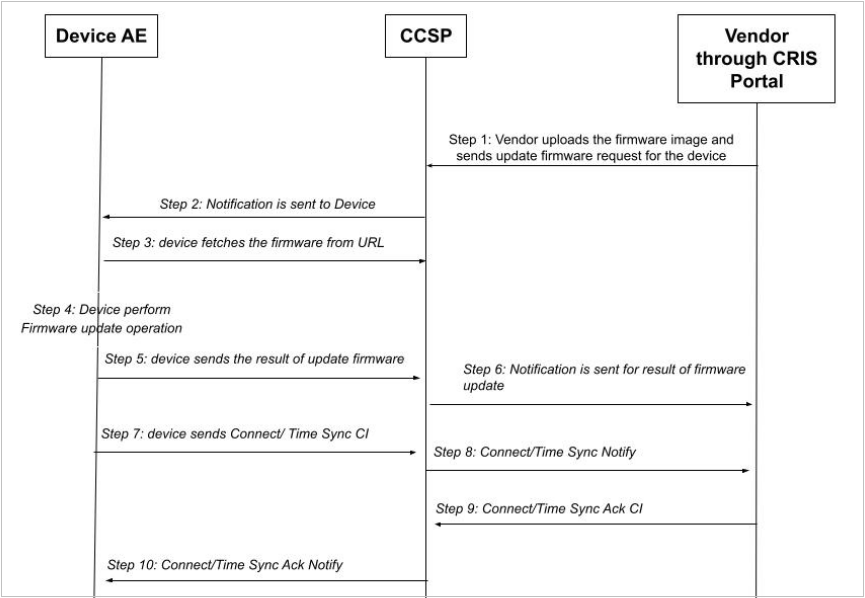 Device AE
CCSP
Vendor
through CRIS
Portal
Step 1: Vendor uploads the firmware image and
sends update firmware request for the device
Step 2: Notification is sent to Device
Step 3: device fetches the firmware from URL
Step 4: Device perform
Firmware update operation
Step 5: device sends the result of update firmware
Step 6: Notification is sent for result of firmware
update
Step 7: device sends Connect/ Time Sync CI
Step 8: Connect/Time Sync Notify
Step 9: Connect/Time Sync Ack CI
Step 10: Connect/Time Sync Ack Notify